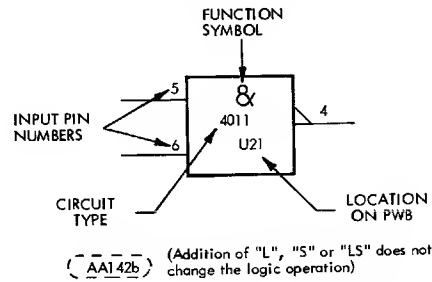 FUNCTION
SYMBOL
5
&
4
INPUT PIN
NUMBERS
4011
6
U21
CIRCUIT
TYPE
LOCATION
ON PWB
AA142b
(Addition of "L", "S" or "LS" does not
change the logic operation)